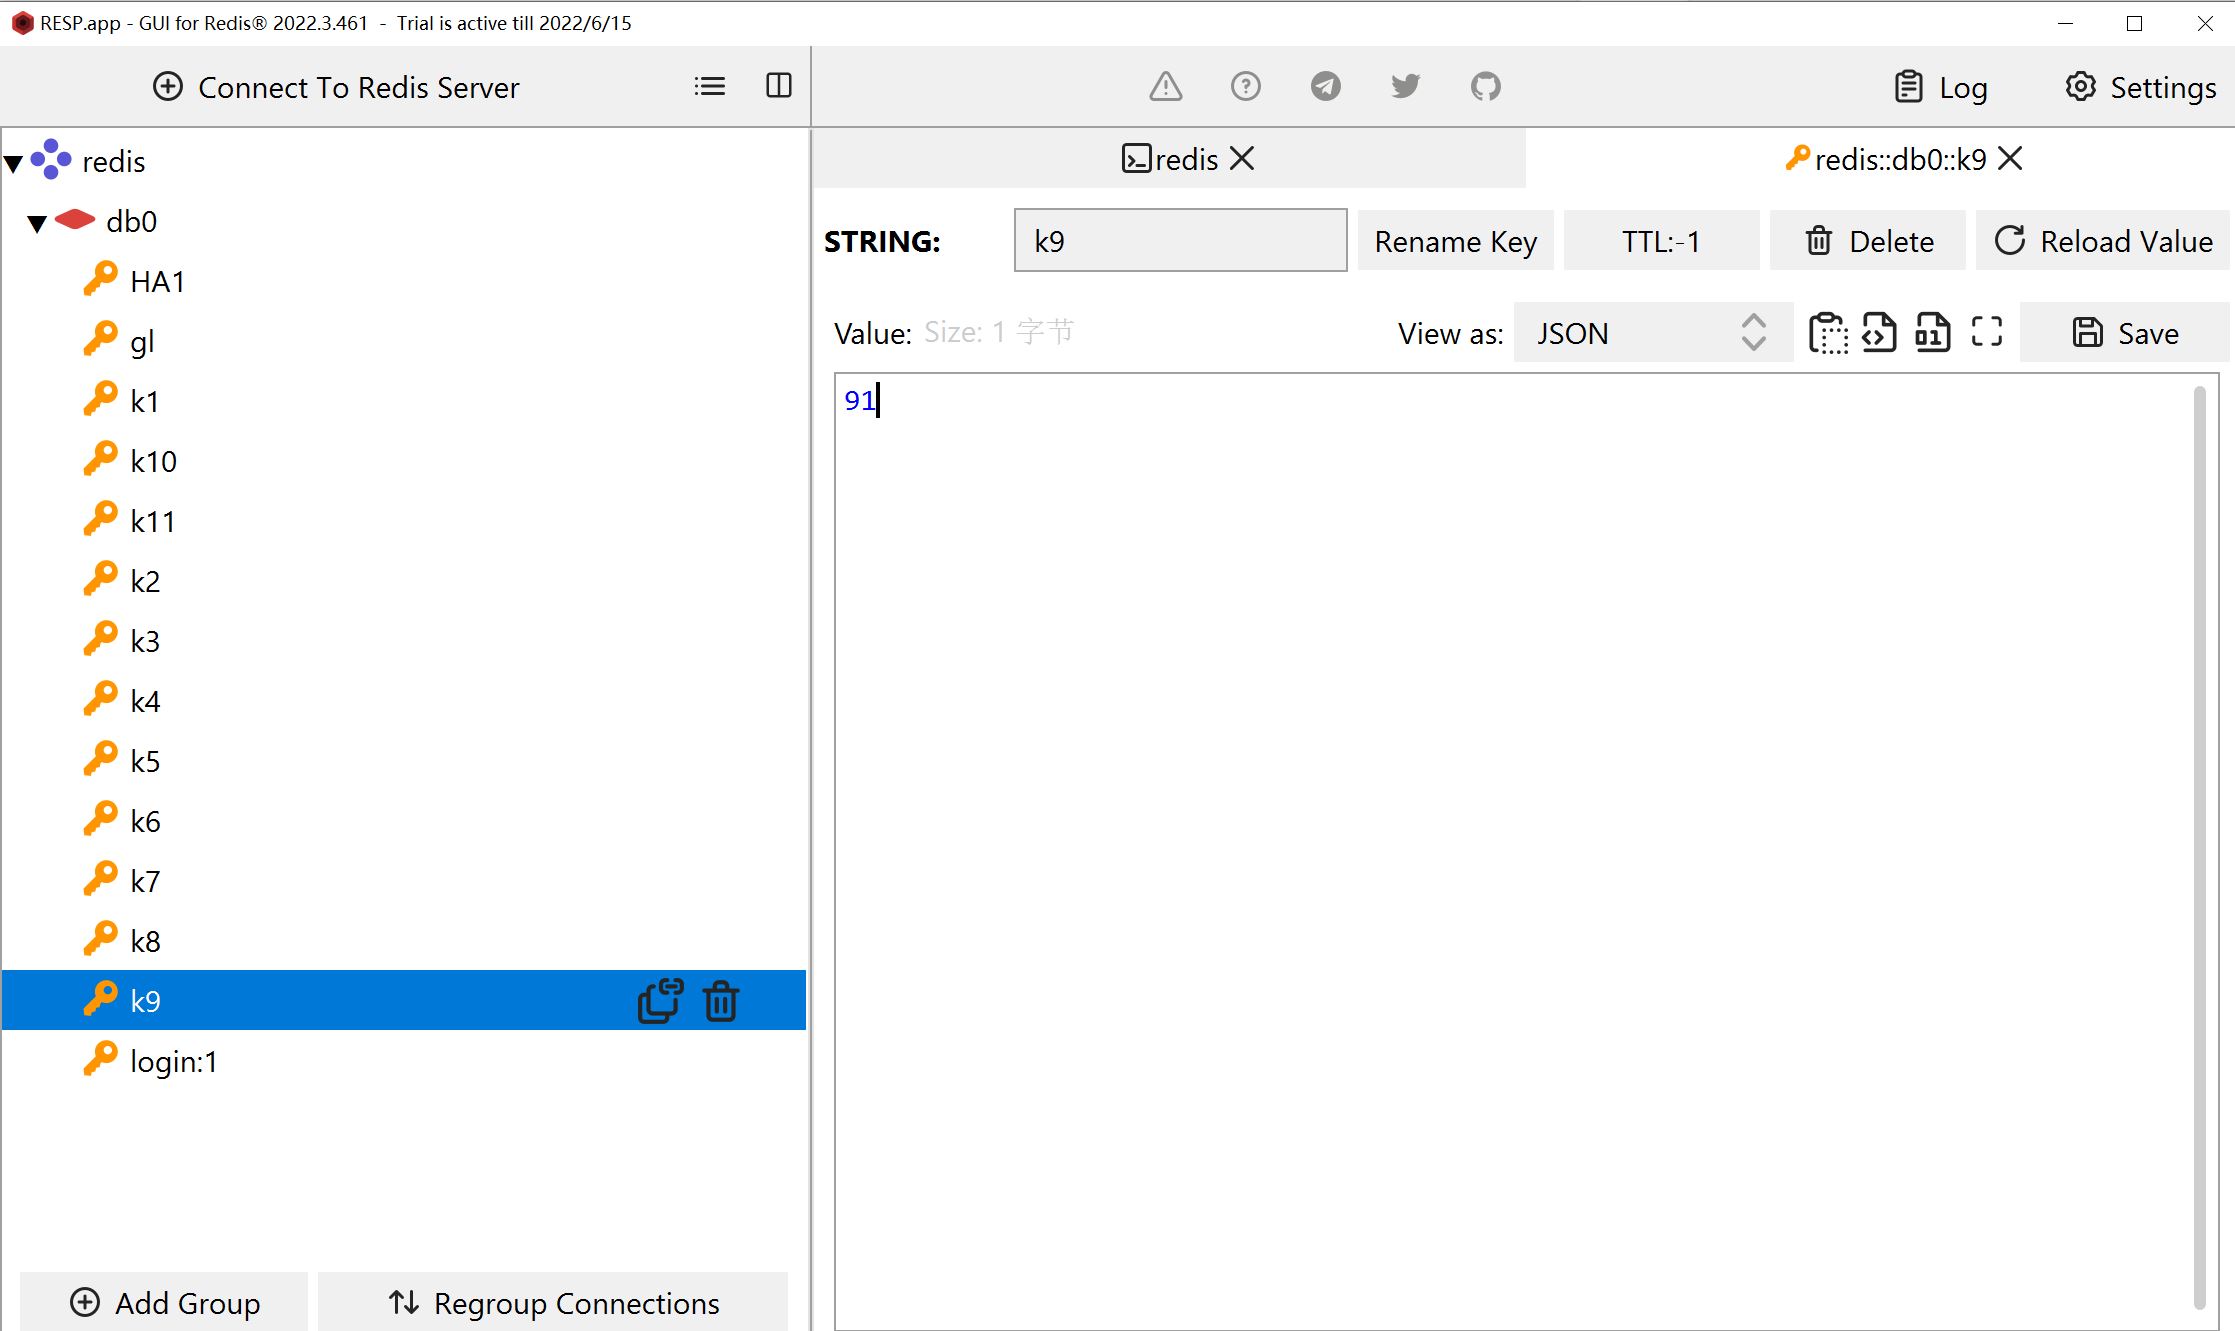 RESP.app - GUI for Redis® 2022.3.461 - Trial is active till 2022/6/15
Connect To Redis Server
Log
Settings
redis
db0
HA1
gl
k1
k10
k11
k2
k3
k4
k5
k6
k7
k8
k9
login:1
Add Group
Regroup Connections
redis
redis::db0::k9
STRING:
k9
Rename Key
TTL:-1
Delete
Reload Value
Value: Size: 1 字节
View as: JSON
Save
91